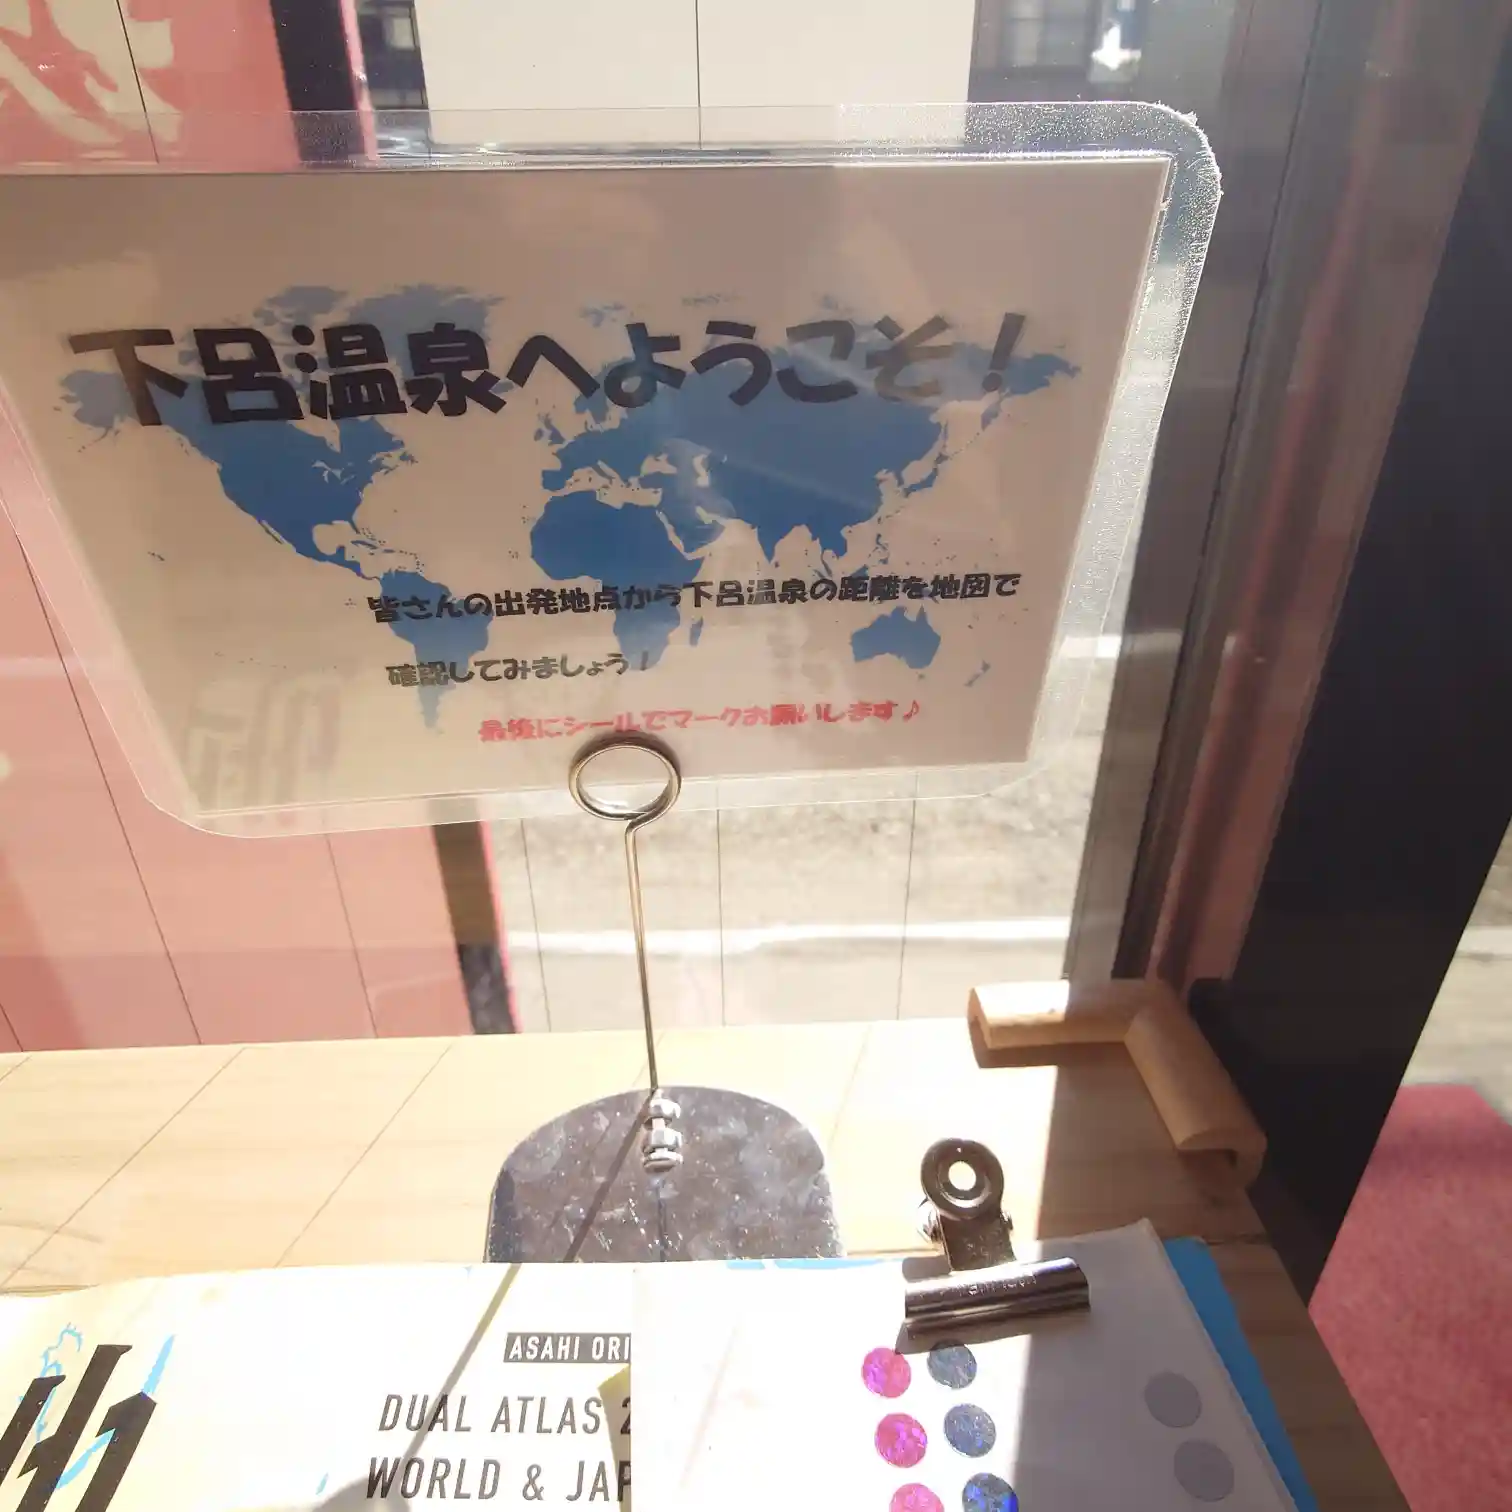 下呂温泉へようこそ！
皆さんの出発地点から下呂温泉の距離を地図で
確認してみましょう！
最後にシールでマークお願いします♪
ASAHI ORI
DUAL ATLAS 2
WORLD & JAP